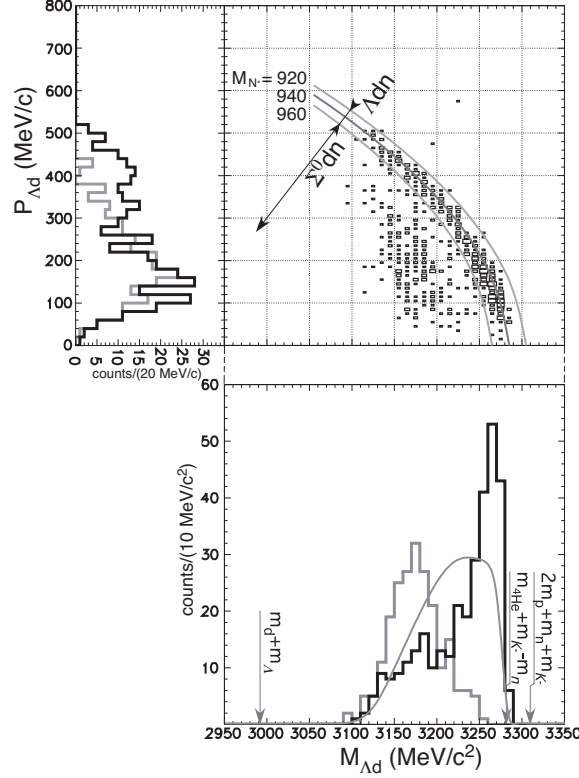 P_Λd (MeV/c)
800
700
600
500
400
300
200
100
0
0 5 10 15 20 25 30
counts/(20 MeV/c)
M_N*= 920
940
960
Λdn
Σ⁰dn
counts/(10 MeV/c²)
60
50
40
30
20
10
0
m_d+m_Λ
m_4He+m_K⁻-m_n
2m_p+m_n+m_K⁻
2950 3000 3050 3100 3150 3200 3250 3300 3350
M_Λd (MeV/c²)